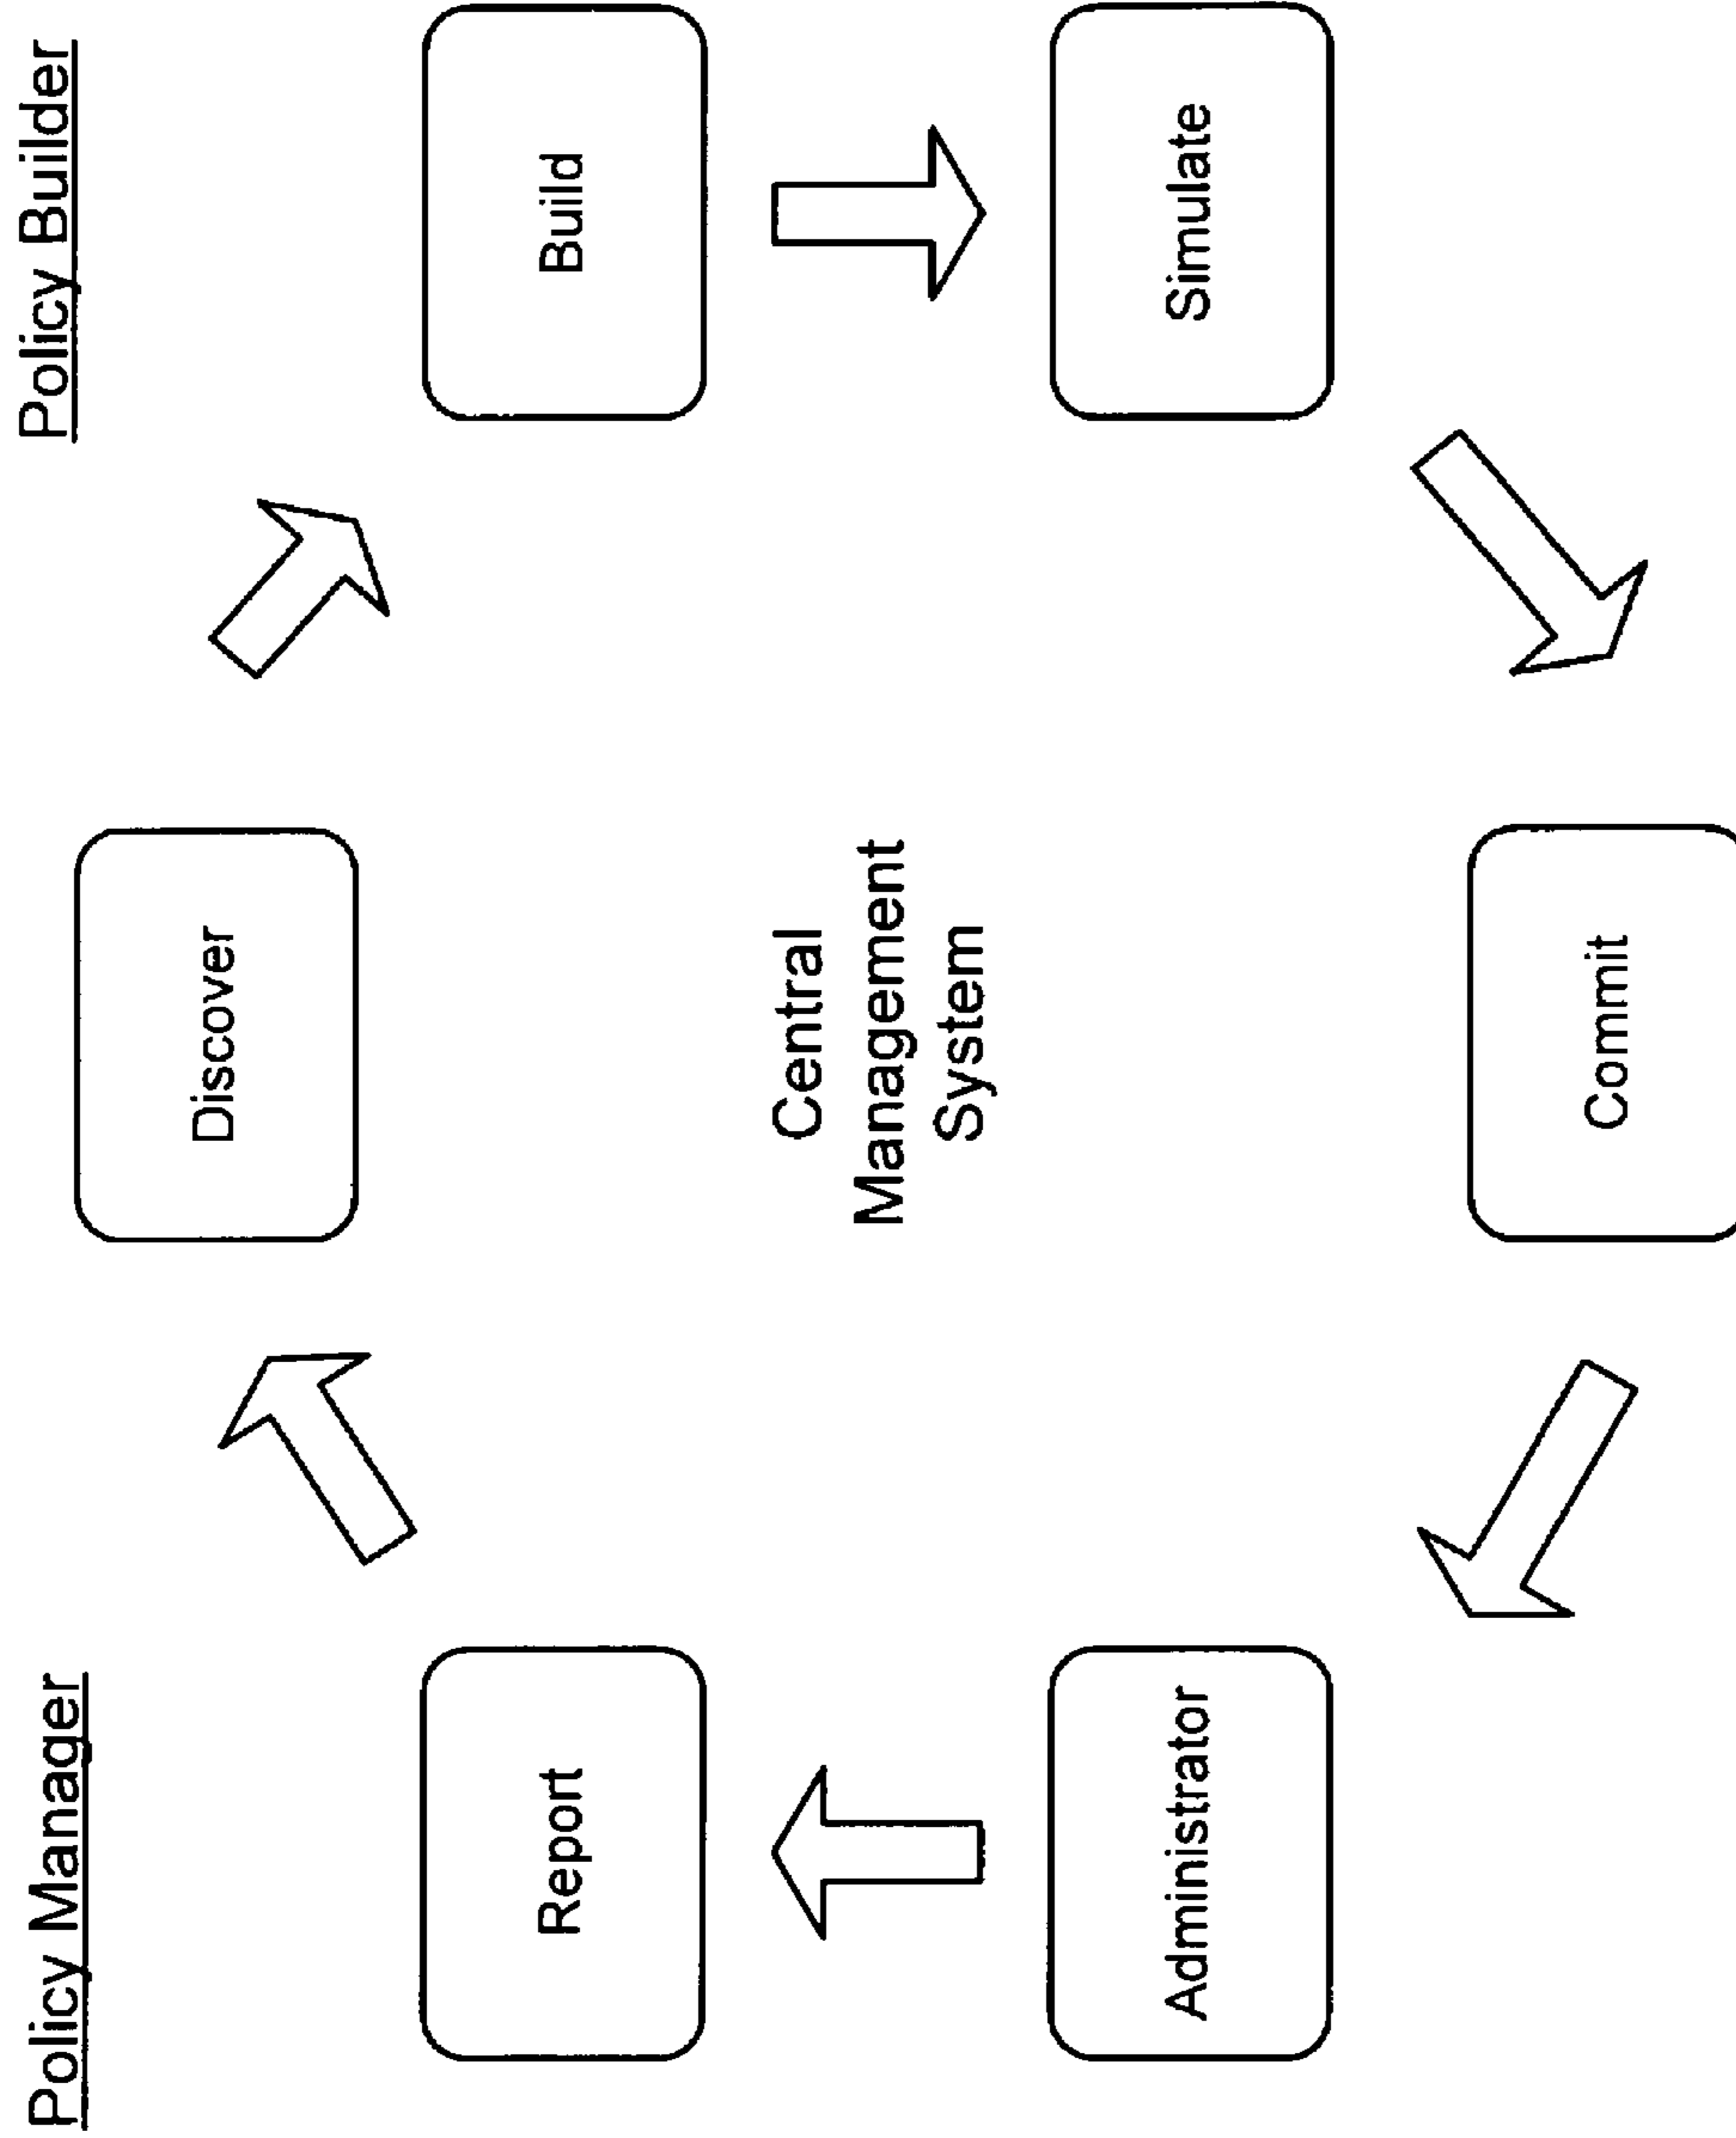 Policy Manager
Policy Builder
Discover
Report
Build
Central
Management
System
Administrator
Simulate
Commit